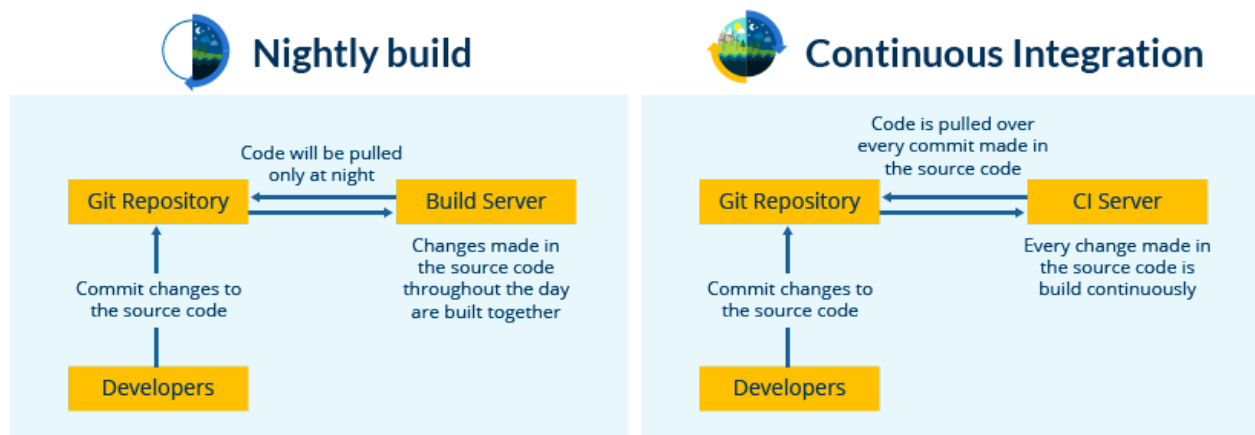 Nightly build
Code will be pulled
only at night
Git Repository
Build Server
Changes made in
the source code
throughout the day
are built together
Commit changes to
the source code
Developers
Continuous Integration
Code is pulled over
every commit made in
the source code
Git Repository
CI Server
Every change made in
the source code is
build continuously
Commit changes to
the source code
Developers